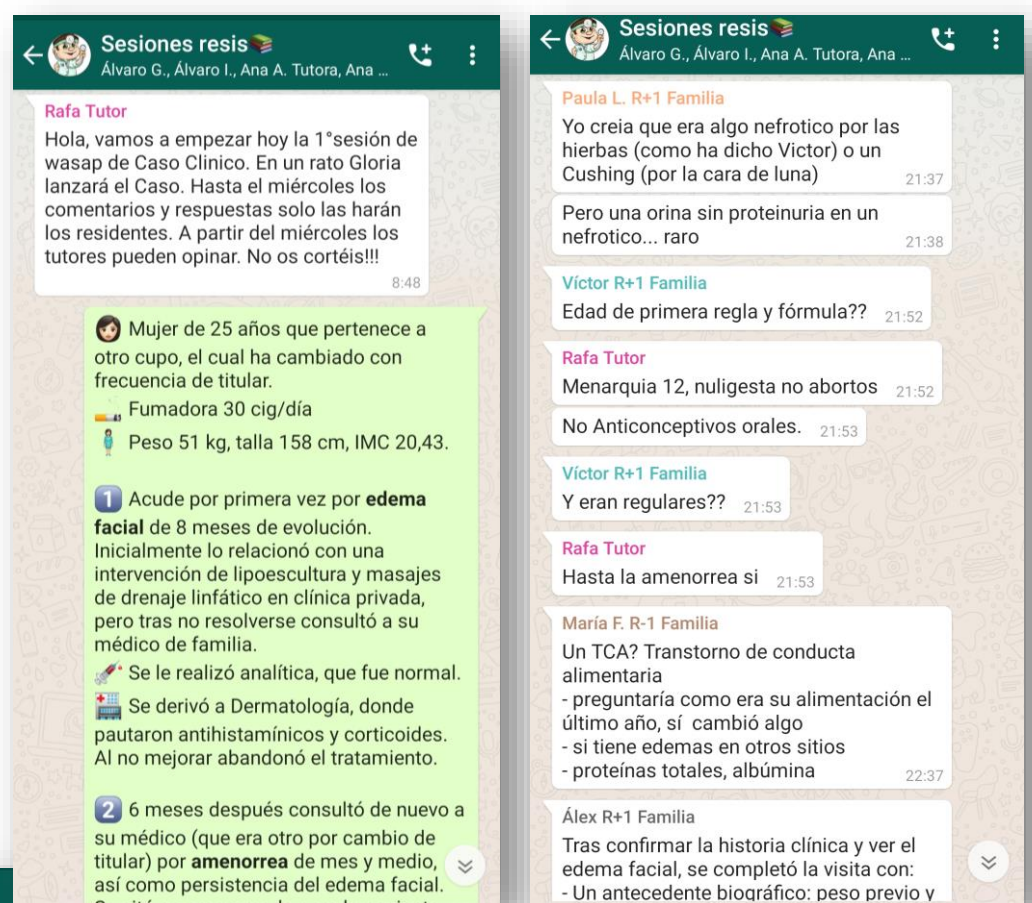 Sesiones resis
Álvaro G., Álvaro I., Ana A. Tutora, Ana ...
Rafa Tutor
Hola, vamos a empezar hoy la 1°sesión de
wasap de Caso Clinico. En un rato Gloria
lanzará el Caso. Hasta el miércoles los
comentarios y respuestas solo las harán
los residentes. A partir del miércoles los
tutores pueden opinar. No os cortéis!!!
8:48
Mujer de 25 años que pertenece a
otro cupo, el cual ha cambiado con
frecuencia de titular.
Fumadora 30 cig/día
Peso 51 kg, talla 158 cm, IMC 20,43.
1 Acude por primera vez por edema
facial de 8 meses de evolución.
Inicialmente lo relacionó con una
intervención de lipoescultura y masajes
de drenaje linfático en clínica privada,
pero tras no resolverse consultó a su
médico de familia.
Se le realizó analítica, que fue normal.
Se derivó a Dermatología, donde
pautaron antihistamínicos y corticoides.
Al no mejorar abandonó el tratamiento.
2 6 meses después consultó de nuevo a
su médico (que era otro por cambio de
titular) por amenorrea de mes y medio,
así como persistencia del edema facial.
Sesiones resis
Álvaro G., Álvaro I., Ana A. Tutora, Ana ...
Paula L. R+1 Familia
Yo creia que era algo nefrotico por las
hierbas (como ha dicho Victor) o un
Cushing (por la cara de luna)
21:37
Pero una orina sin proteinuria en un
nefrotico... raro
21:38
Víctor R+1 Familia
Edad de primera regla y fórmula?? 21:52
Rafa Tutor
Menarquia 12, nuligesta no abortos 21:52
No Anticonceptivos orales. 21:53
Víctor R+1 Familia
Y eran regulares?? 21:53
Rafa Tutor
Hasta la amenorrea si 21:53
María F. R-1 Familia
Un TCA? Transtorno de conducta
alimentaria
- preguntaría como era su alimentación el
último año, sí cambió algo
- si tiene edemas en otros sitios
- proteínas totales, albúmina 22:37
Álex R+1 Familia
Tras confirmar la historia clínica y ver el
edema facial, se completó la visita con:
- Un antecedente biográfico: peso previo y